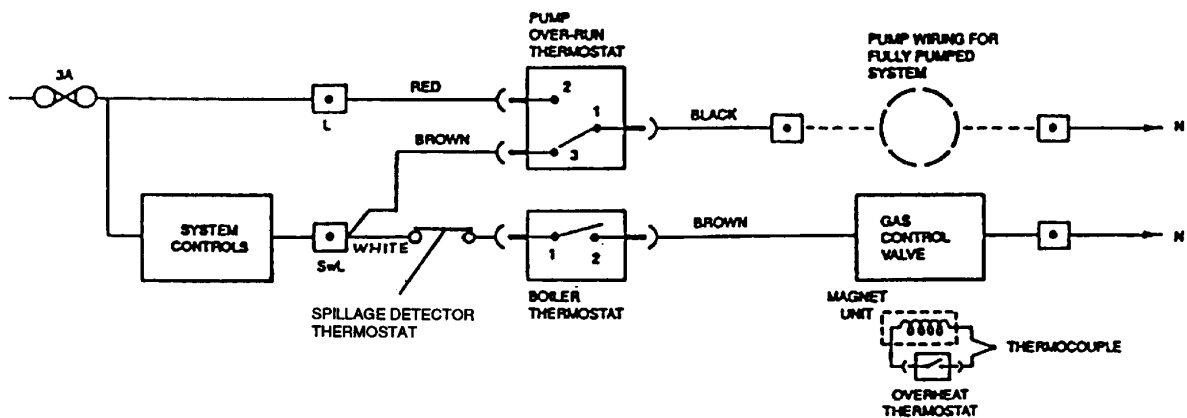 PUMP
OVER-RUN
THERMOSTAT
PUMP WIRING FOR
FULLY PUMPED
SYSTEM
3A
RED
2
1
BLACK
L
BROWN
3
N
SYSTEM
CONTROLS
SwL
WHITE
1
2
BROWN
GAS
CONTROL
VALVE
N
SPILLAGE DETECTOR
THERMOSTAT
BOILER
THERMOSTAT
MAGNET
UNIT
THERMOCOUPLE
OVERHEAT
THERMOSTAT